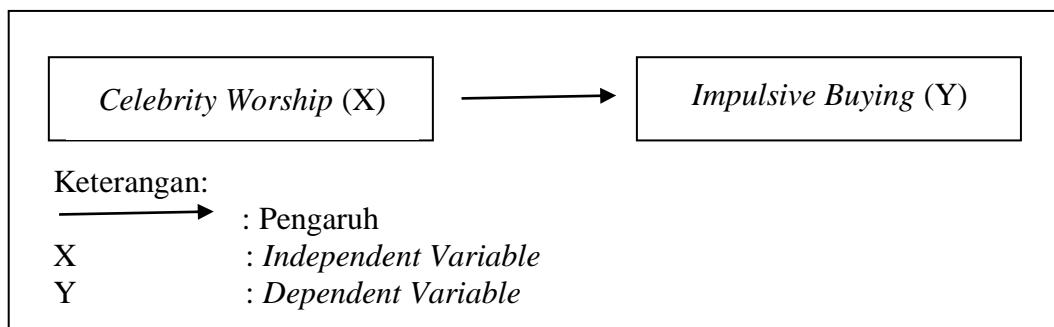 Celebrity Worship (X)
Impulsive Buying (Y)
Keterangan:
: Pengaruh
X : Independent Variable
Y : Dependent Variable